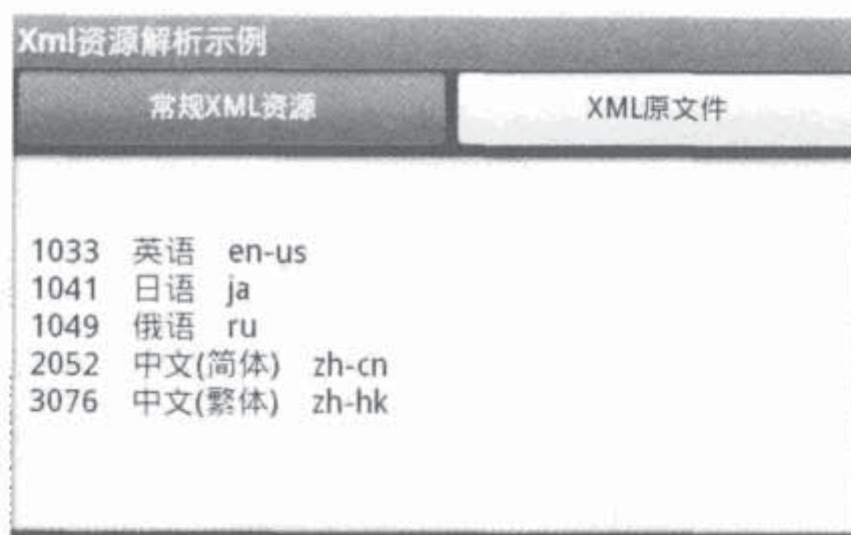 Xml资源解析示例
常规XML资源 XML原文件
1033 英语 en-us
1041 日语 ja
1049 俄语 ru
2052 中文(简体) zh-cn
3076 中文(繁体) zh-hk